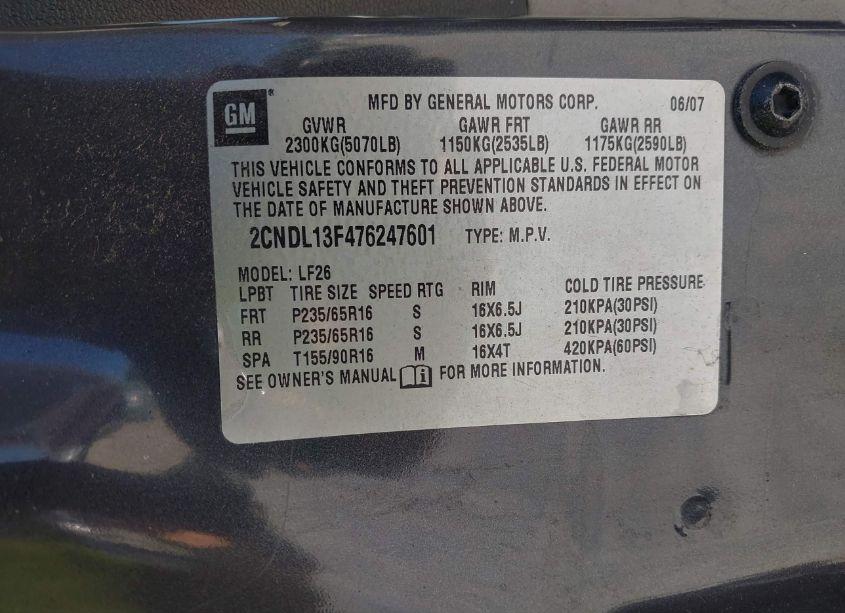 GM ® MFD BY GENERAL MOTORS CORP. 06/07
GVWR GAWR FRT GAWR RR
2300KG(5070LB) 1150KG(2535LB) 1175KG(2590LB)
THIS VEHICLE CONFORMS TO ALL APPLICABLE U.S. FEDERAL MOTOR
VEHICLE SAFETY AND THEFT PREVENTION STANDARDS IN EFFECT ON
THE DATE OF MANUFACTURE SHOWN ABOVE.
2CNDL13F476247601 TYPE: M.P.V.
MODEL: LF26
LPBT TIRE SIZE SPEED RTG RIM COLD TIRE PRESSURE
FRT P235/65R16 S 16X6.5J 210KPA(30PSI)
RR P235/65R16 S 16X6.5J 210KPA(30PSI)
SPA T155/90R16 M 16X4T 420KPA(60PSI)
SEE OWNER'S MANUAL i FOR MORE INFORMATION.